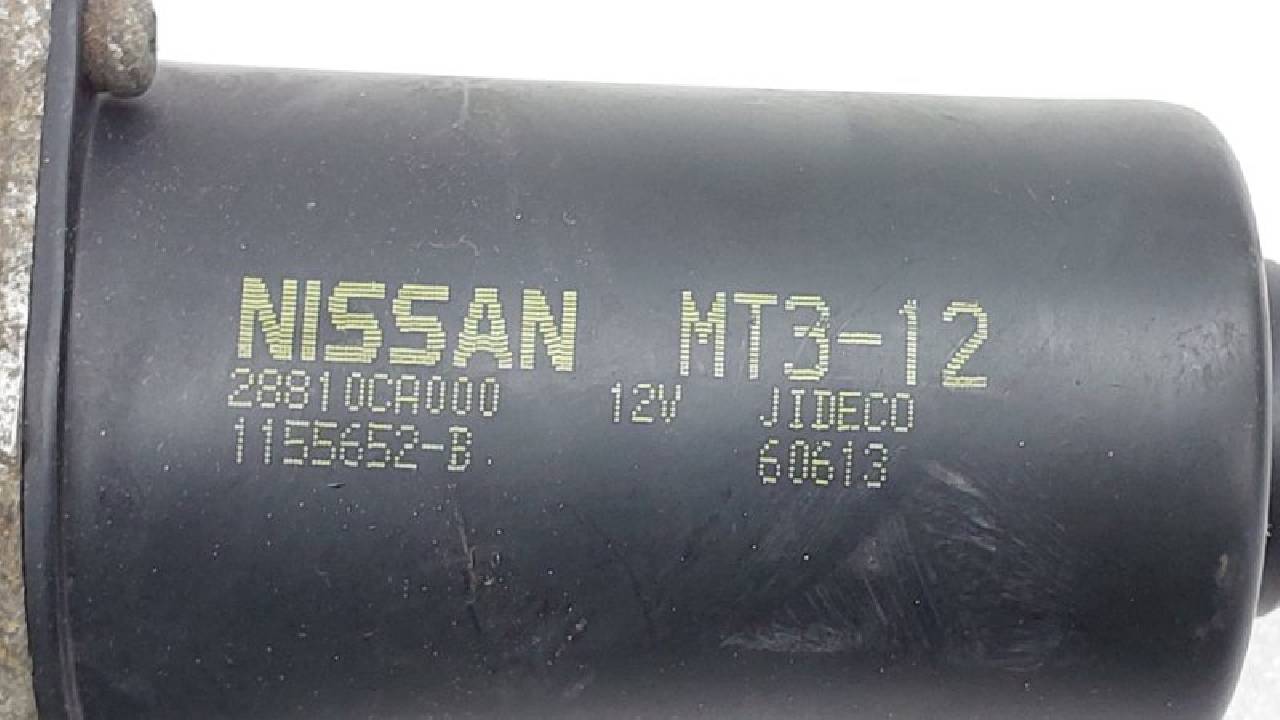 NISSAN MT3-12
28810CA000 12V JIDECO
1155652-B 60613